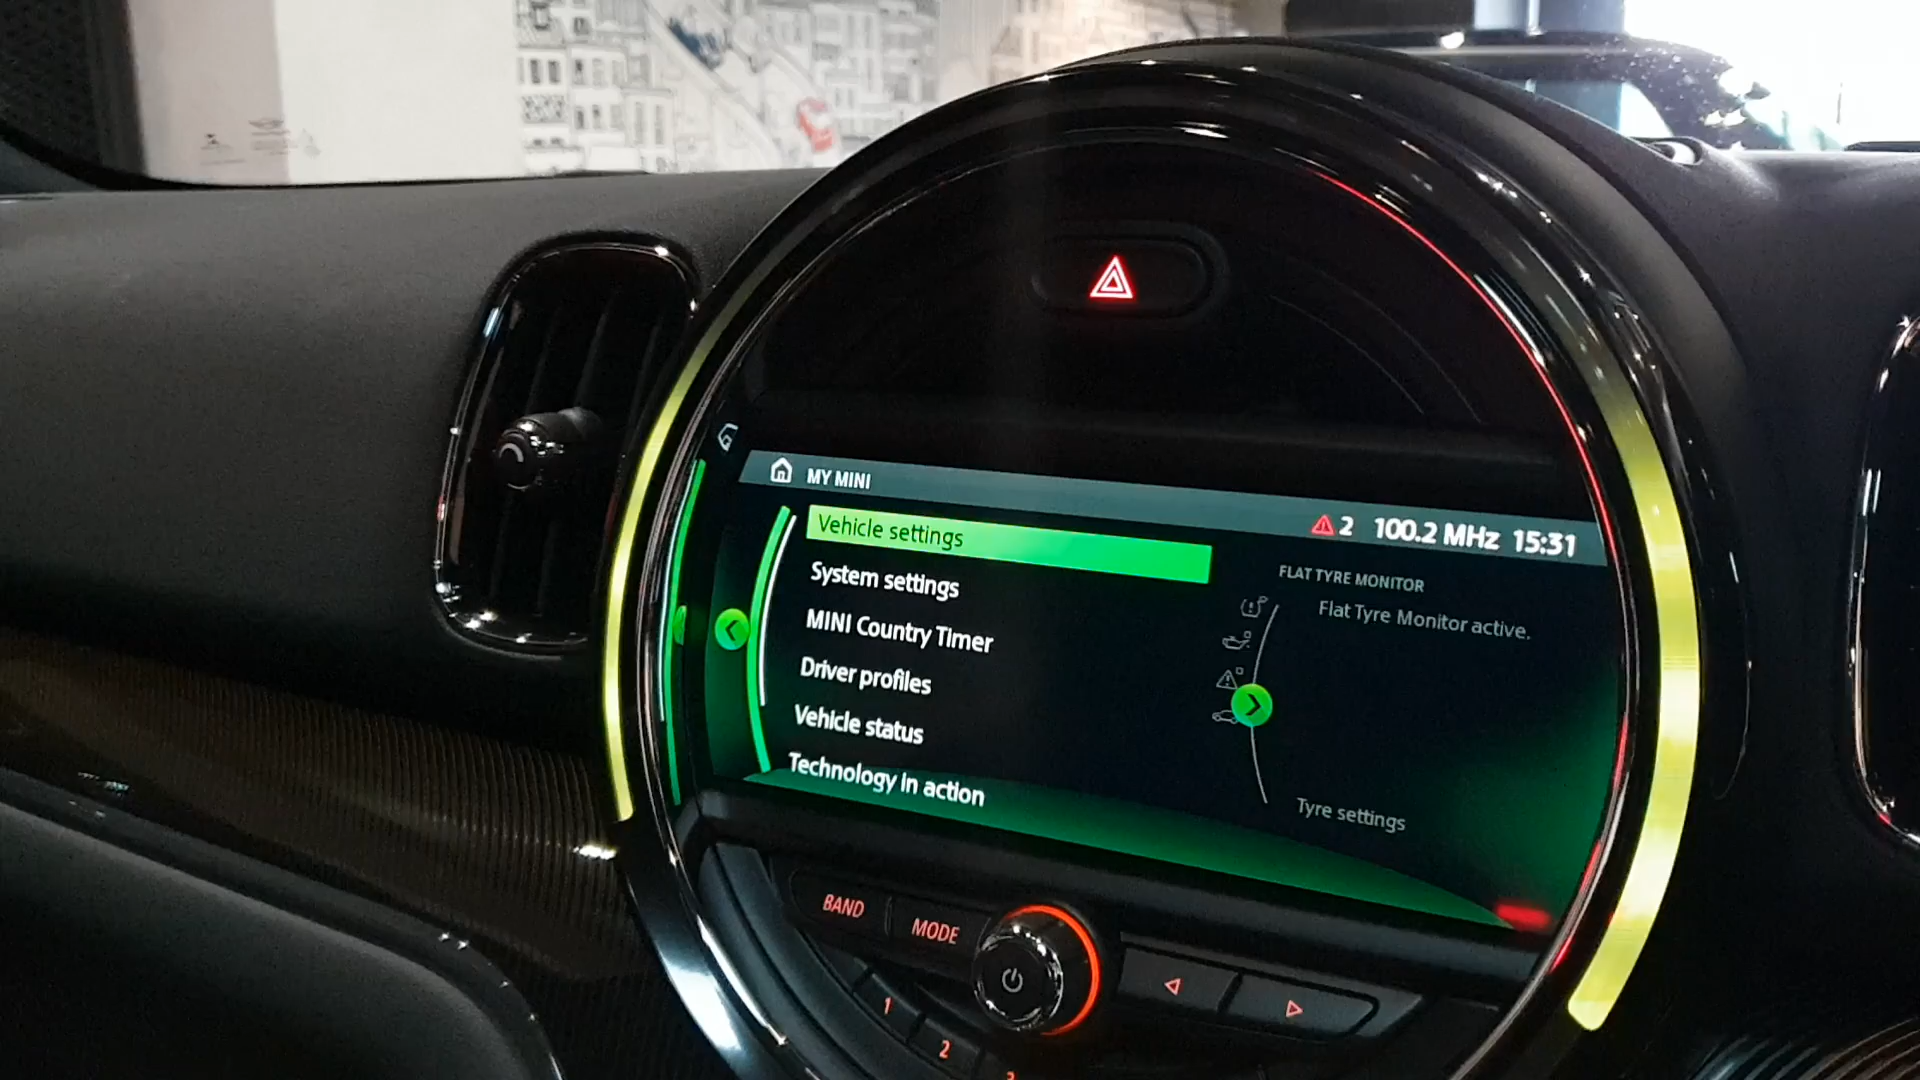 MY MINI
2 100.2 MHz 15:31
Vehicle settings
System settings
MINI Country Timer
Driver profiles
Vehicle status
Technology in action
FLAT TYRE MONITOR
Flat Tyre Monitor active.
Tyre settings
BAND
MODE
1
2